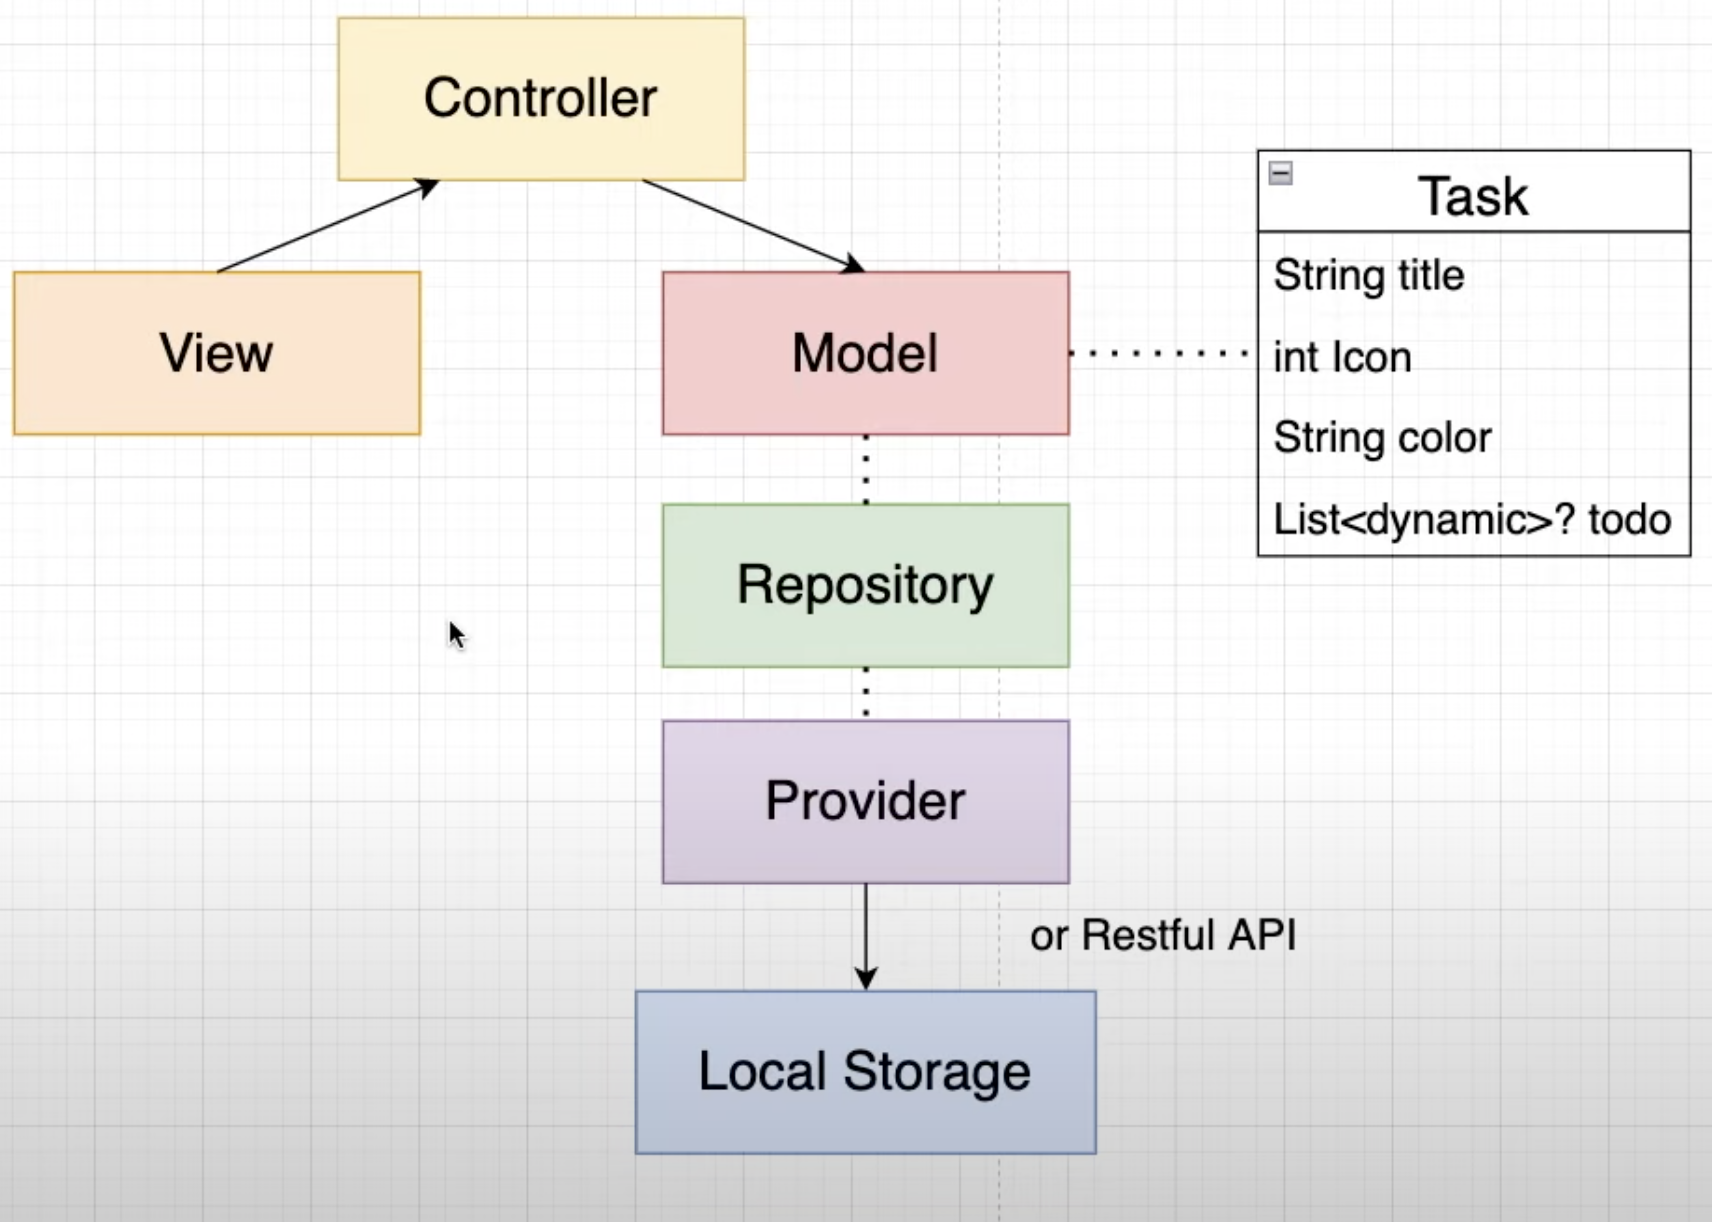 Controller
View
Model
Task
String title
int Icon
String color
List<dynamic>? todo
Repository
Provider
or Restful API
Local Storage